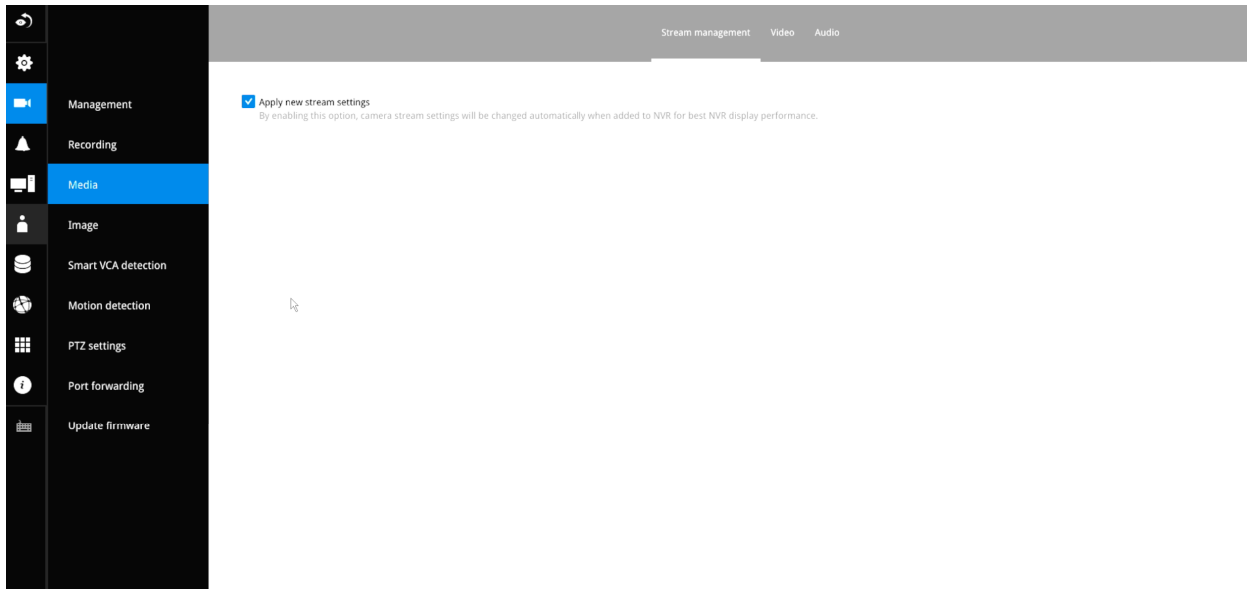 Stream management Video Audio
Apply new stream settings
By enabling this option, camera stream settings will be changed automatically when added to NVR for best NVR display performance.
Management
Recording
Media
Image
Smart VCA detection
Motion detection
PTZ settings
Port forwarding
Update firmware